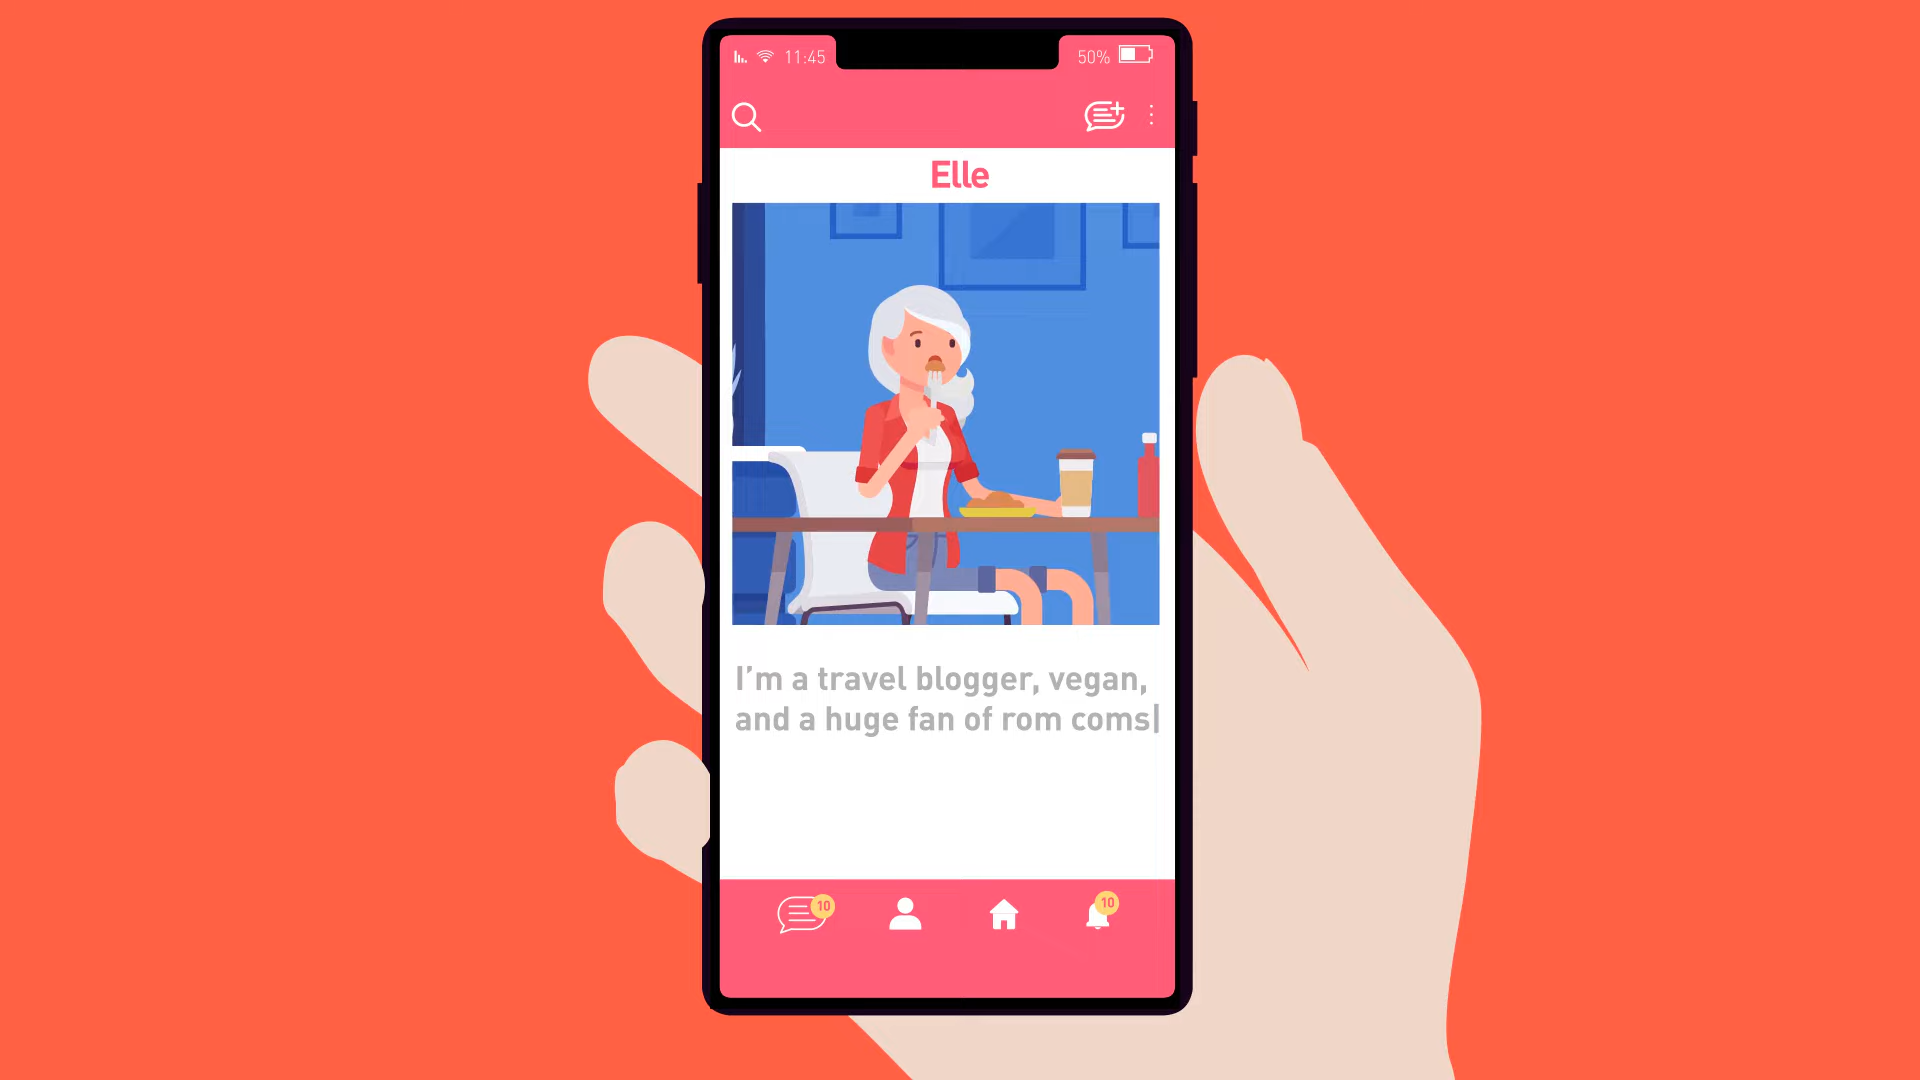 11:45 50%
Elle
I’m a travel blogger, vegan,
and a huge fan of rom coms
10 10